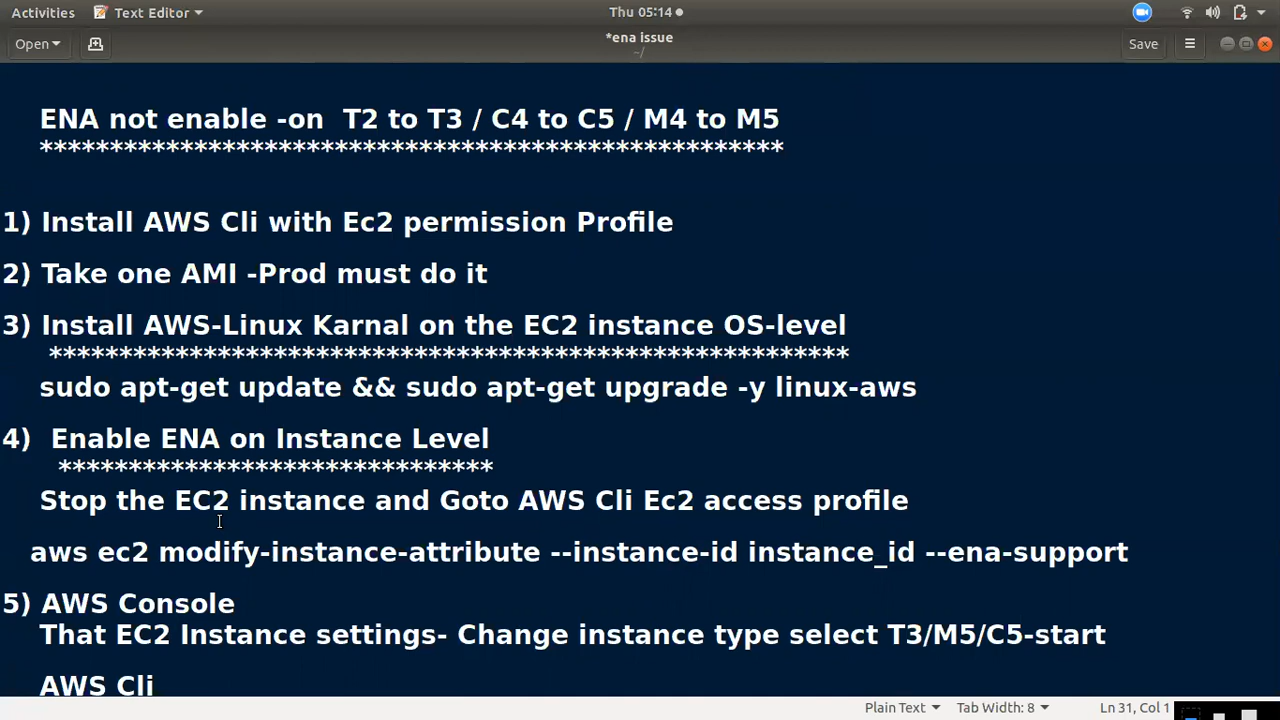 Activities Text Editor Thu 05:14
Open *ena issue Save
~/
ENA not enable -on T2 to T3 / C4 to C5 / M4 to M5
*****************************************************
1) Install AWS Cli with Ec2 permission Profile
2) Take one AMI -Prod must do it
3) Install AWS-Linux Karnal on the EC2 instance OS-level
*********************************************************
sudo apt-get update && sudo apt-get upgrade -y linux-aws
4) Enable ENA on Instance Level
*******************************
Stop the EC2 instance and Goto AWS Cli Ec2 access profile
aws ec2 modify-instance-attribute --instance-id instance_id --ena-support
5) AWS Console
That EC2 Instance settings- Change instance type select T3/M5/C5-start
AWS Cli
Plain Text Tab Width: 8 Ln 31, Col 1